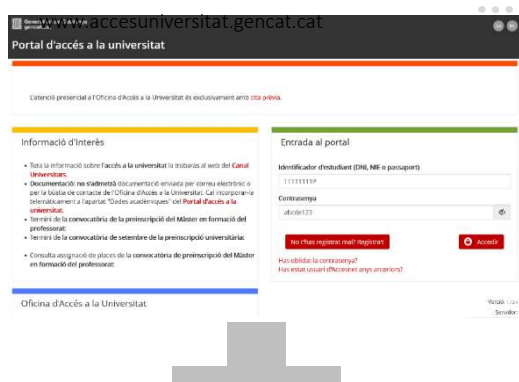 www.accesuniversitat.gencat.cat
Portal d'accés a la universitat
L'atenció presencial a l'Oficina d'Accés a la Universitat és exclusivament amb cita prèvia.
Informació d'interès
• Tota la informació sobre l'accés a la universitat la trobaràs al web del Canal
Universitats.
• Documentació: no s'admetrà documentació enviada per correu electrònic o
per la bústia de contacte de l'Oficina d'Accés a la Universitat. Cal incorporar-la
telemàticament a l'apartat "Dades acadèmiques" del Portal d'accés a la
universitat.
• Termini de la convocatòria de la preinscripció del Màster en formació del
professorat:
• Termini de la convocatòria de setembre de la preinscripció universitària:
• Consulta assignació de places de la convocatòria de preinscripció del Màster
en formació del professorat:
Oficina d'Accés a la Universitat
Entrada al portal
Identificador d'estudiant (DNI, NIE o passaport)
11111111P
Contrasenya
abcde123
No t'has registrat mai? Registra't
Accedir
Has oblidat la contrasenya?
Has estat usuari d'Accesnet anys anteriors?
Versió:
Servidor: